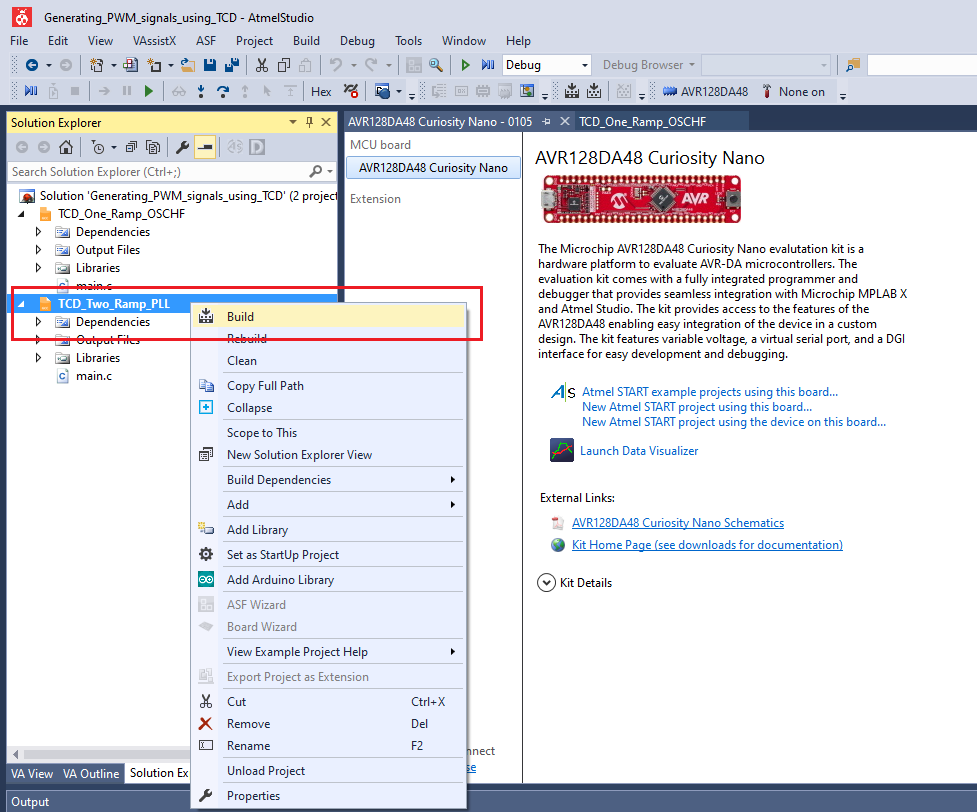 Generating_PWM_signals_using_TCD - AtmelStudio
File Edit View VAssistX ASF Project Build Debug Tools Window Help
Debug Debug Browser
Hex AVR128DA48 None on
Solution Explorer
Search Solution Explorer (Ctrl+;)
Solution 'Generating_PWM_signals_using_TCD' (2 project
TCD_One_Ramp_OSCHF
Dependencies
Output Files
Libraries
main.c
TCD_Two_Ramp_PLL
Dependencies
Output Files
Libraries
main.c
Build
Rebuild
Clean
Copy Full Path
Collapse
Scope to This
New Solution Explorer View
Build Dependencies
Add
Add Library
Set as StartUp Project
Add Arduino Library
ASF Wizard
Board Wizard
View Example Project Help
Export Project as Extension
Cut Ctrl+X
Remove Del
Rename F2
Unload Project
Properties
VA View VA Outline Solution Ex
Output
AVR128DA48 Curiosity Nano - 0105 TCD_One_Ramp_OSCHF
MCU board
AVR128DA48 Curiosity Nano
Extension
nnect
se
AVR128DA48 Curiosity Nano
AVR
The Microchip AVR128DA48 Curiosity Nano evalutation kit is a
hardware platform to evaluate AVR-DA microcontrollers. The
evaluation kit comes with a fully integrated programmer and
debugger that provides seamless integration with Microchip MPLAB X
and Atmel Studio. The kit provides access to the features of the
AVR128DA48 enabling easy integration of the device in a custom
design. The kit features variable voltage, a virtual serial port, and a DGI
interface for easy development and debugging.
Atmel START example projects using this board...
New Atmel START project using this board...
New Atmel START project using the device on this board...
Launch Data Visualizer
External Links:
AVR128DA48 Curiosity Nano Schematics
Kit Home Page (see downloads for documentation)
Kit Details